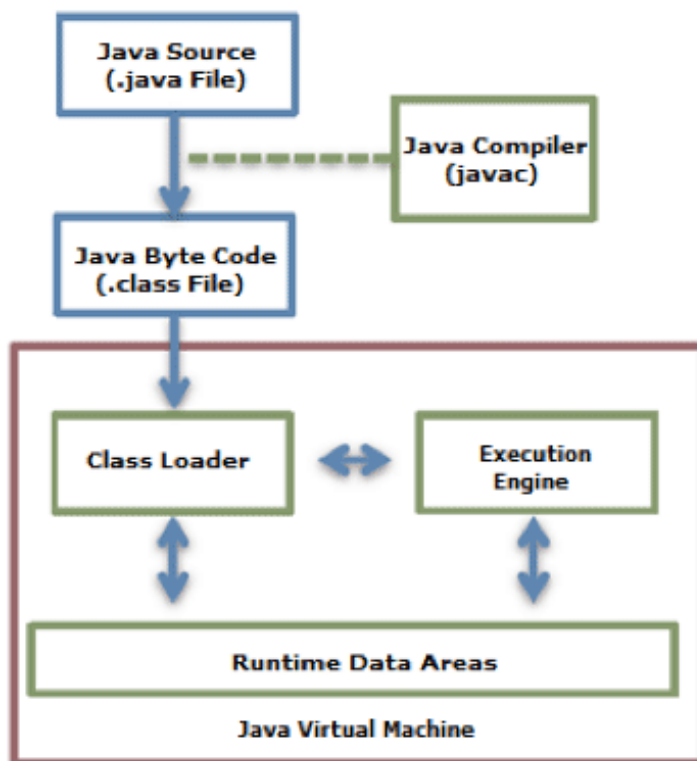 Java Source
(.java File)
Java Compiler
(javac)
Java Byte Code
(.class File)
Class Loader
Execution
Engine
Runtime Data Areas
Java Virtual Machine